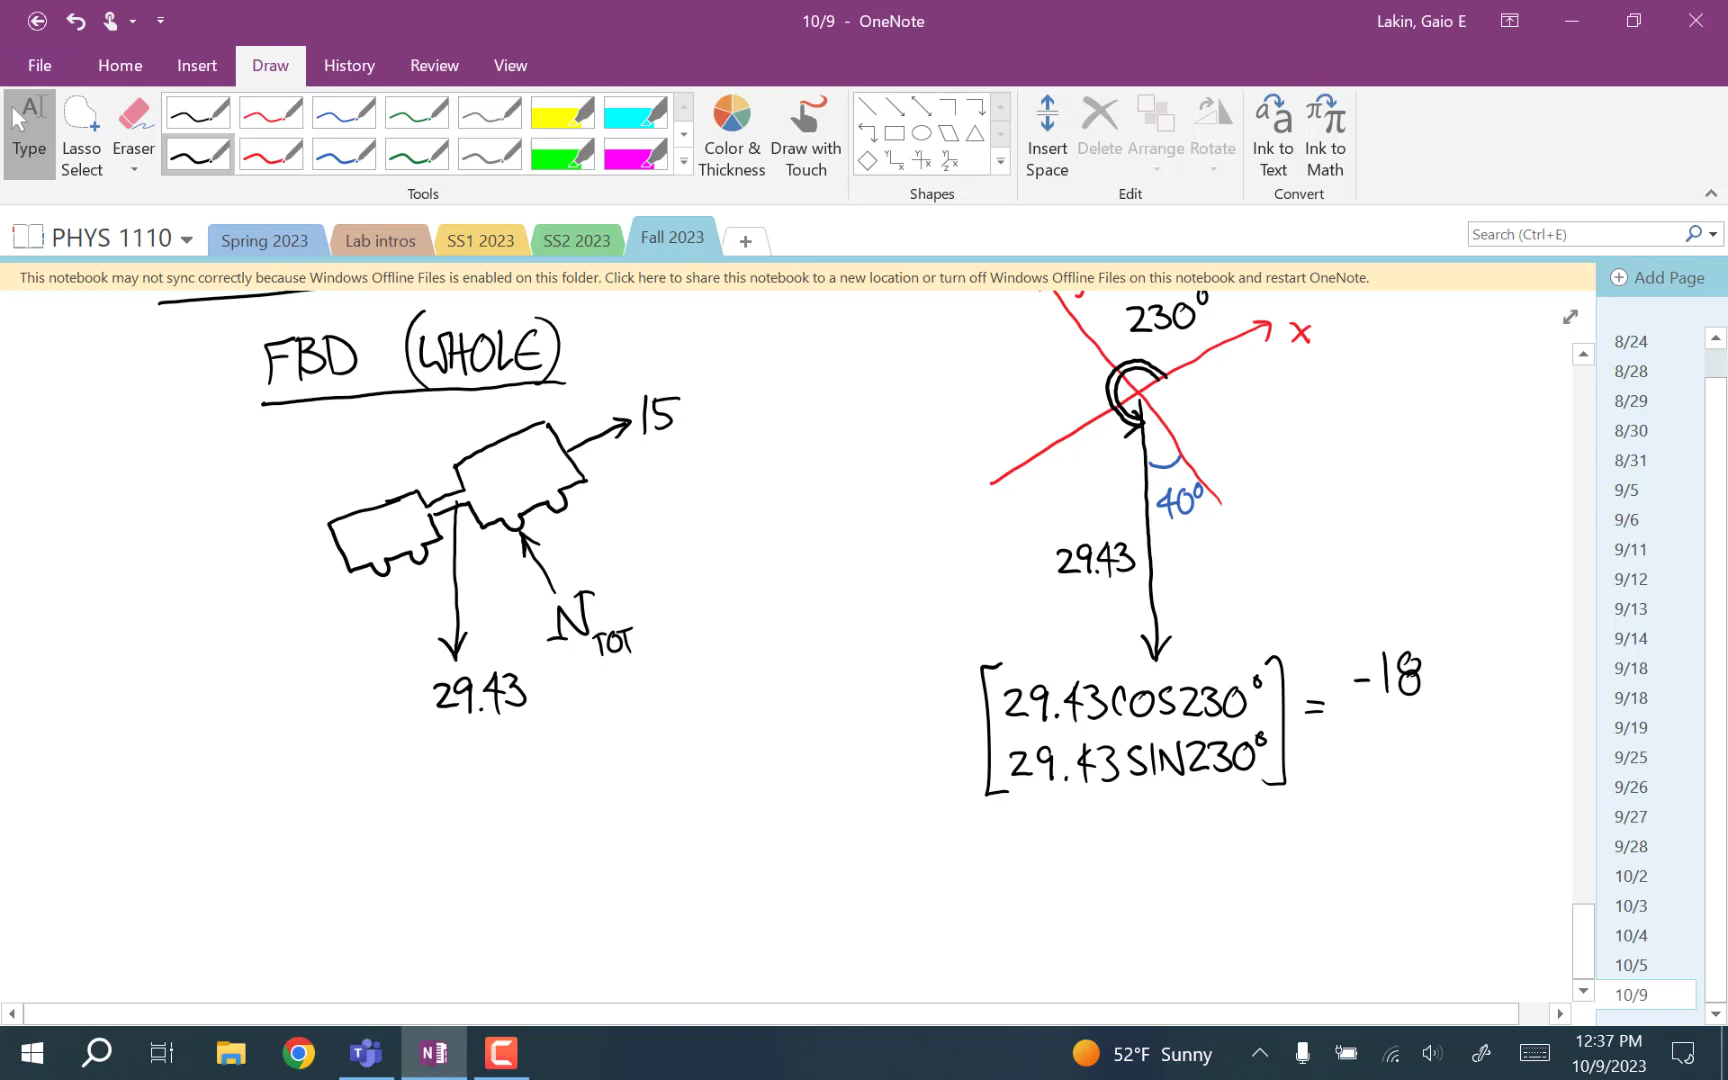 10/9 - OneNote
Lakin, Gaio E
File Home Insert Draw History Review View
Type
Lasso Select
Eraser
Color & Thickness
Draw with Touch
Insert Space
Delete
Arrange
Rotate
Ink to Text
Ink to Math
Tools
Shapes
Edit
Convert
PHYS 1110
Spring 2023
Lab intros
SS1 2023
SS2 2023
Fall 2023
Search (Ctrl+E)
This notebook may not sync correctly because Windows Offline Files is enabled on this folder. Click here to share this notebook to a new location or turn off Windows Offline Files on this notebook and restart OneNote.
Add Page
FBD (WHOLE)
15
N TOT
29.43
230°
x
40°
29.43
29.43COS230°
29.43SIN230°
= -18
8/24
8/28
8/29
8/30
8/31
9/5
9/6
9/11
9/12
9/13
9/14
9/18
9/18
9/19
9/25
9/26
9/27
9/28
10/2
10/3
10/4
10/5
10/9
52°F Sunny
12:37 PM
10/9/2023